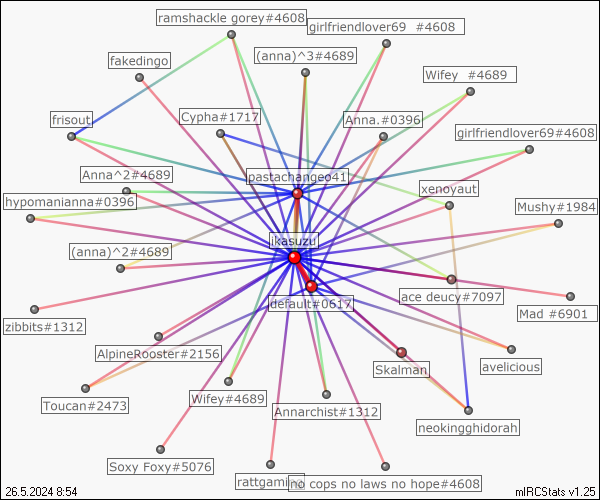 ramshackle gorey#4608
girlfriendlover69 #4608
fakedingo
(anna)^3#4689
Wifey #4689
frisout
Cypha#1717
Anna.#0396
girlfriendlover69#4608
Anna^2#4689
pastachangeo41
xenoyaut
hypomanianna#0396
Mushy#1984
ikasuzu
(anna)^2#4689
ace deucy#7097
default#0617
zibbits#1312
Mad #6901
AlpineRooster#2156
Skalman
avelicious
Toucan#2473
Wifey#4689
Annarchist#1312
neokingghidorah
Soxy Foxy#5076
no cops no laws no hope#4608
26.5.2024 8:54
mIRCStats v1.25